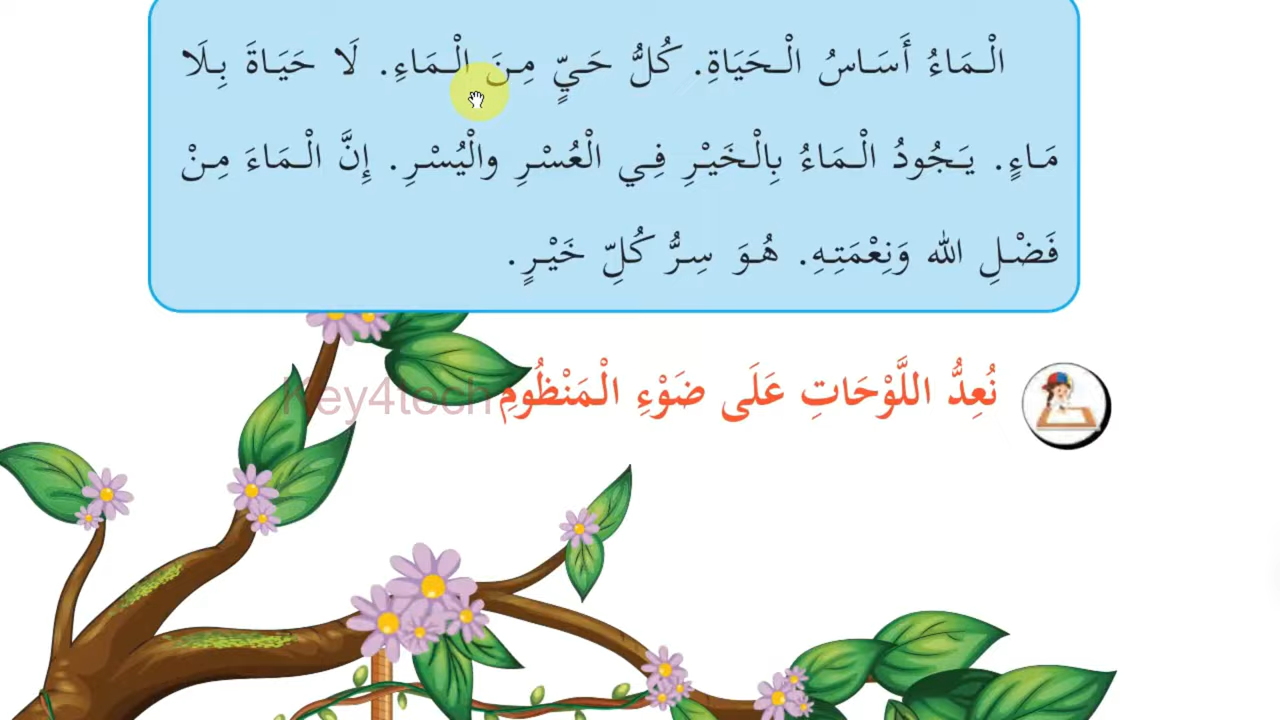 الْمَاءُ أَسَاسُ الْحَيَاةِ. كُلُّ حَيٍّ مِنَ الْمَاءِ. لَا حَيَاةَ بِلَا
مَاءٍ. يَجُودُ الْمَاءُ بِالْخَيْرِ فِي الْعُسْرِ والْيُسْرِ. إِنَّ الْمَاءَ مِنْ
فَضْلِ الله وَنِعْمَتِهِ. هُوَ سِرُّ كُلِّ خَيْرٍ.
نُعِدُّ اللَّوْحَاتِ عَلَى ضَوْءِ الْمَنْظُومِ
Key4tech